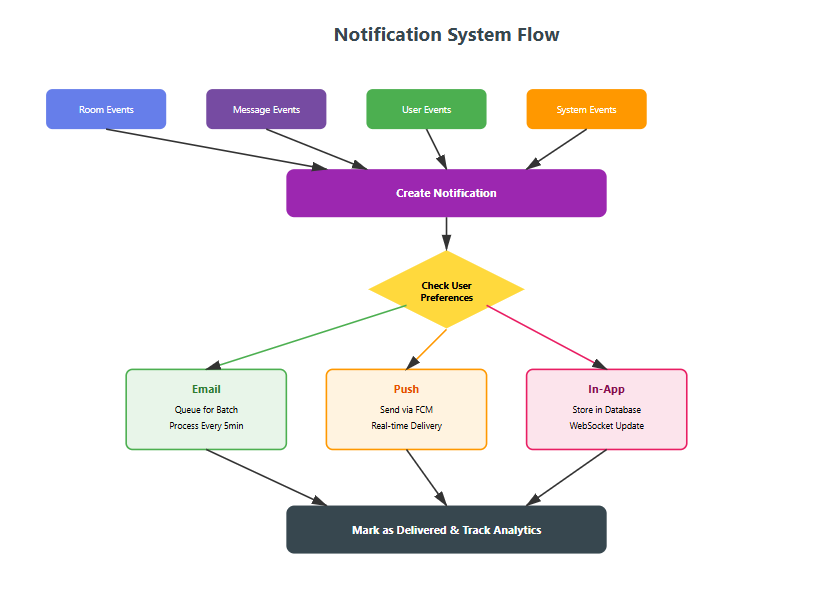 Notification System Flow
Room Events
Message Events
User Events
System Events
Create Notification
Check User
Preferences
Email
Queue for Batch
Process Every 5min
Push
Send via FCM
Real-time Delivery
In-App
Store in Database
WebSocket Update
Mark as Delivered & Track Analytics